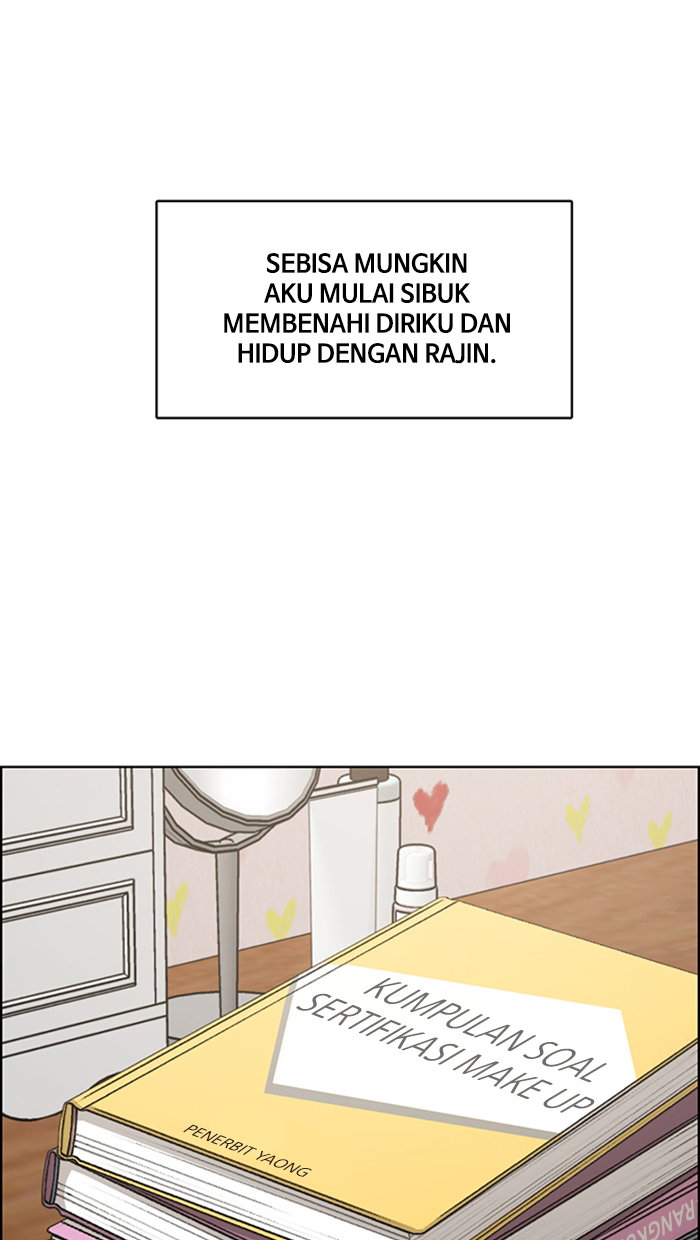 SEBISA MUNGKIN
AKU MULAI SIBUK
MEMBENAHI DIRIKU DAN
HIDUP DENGAN RAJIN.
KUMPULAN SOAL
SERTIFIKASI MAKE UP
PENERBIT YAONG